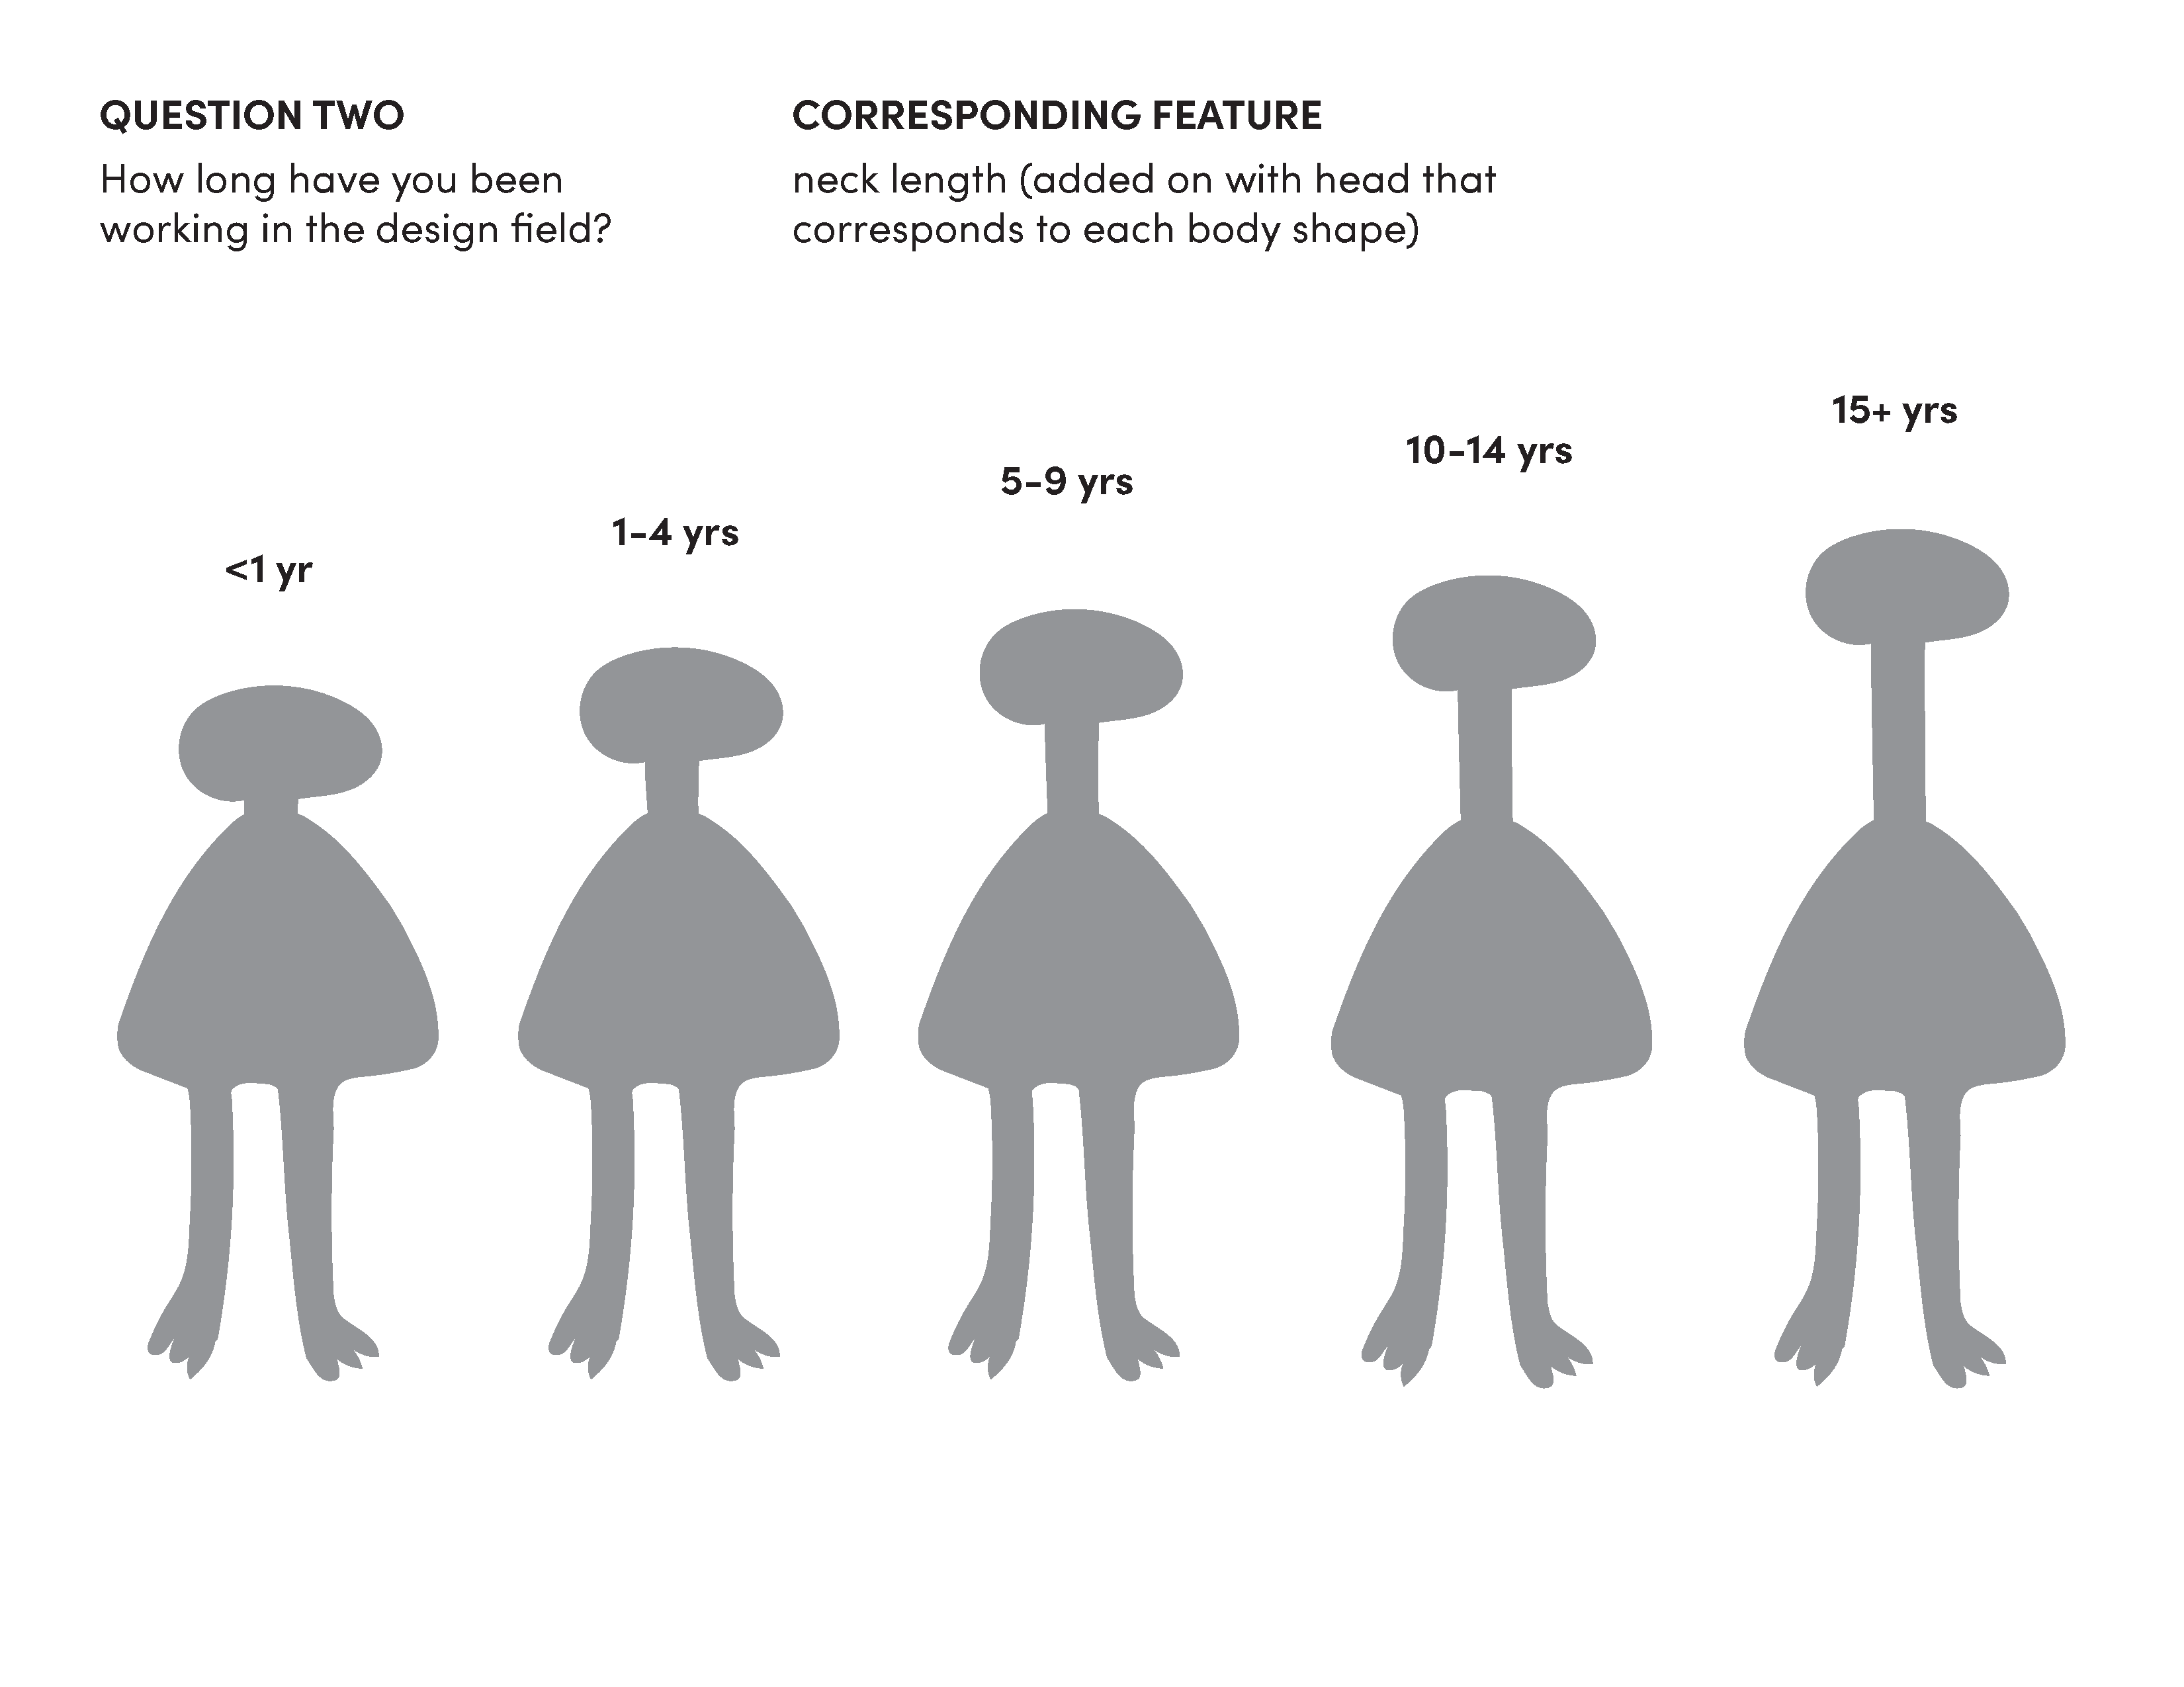 QUESTION TWO
How long have you been
working in the design field?
CORRESPONDING FEATURE
neck length (added on with head that
corresponds to each body shape)
<1 yr
1–4 yrs
5–9 yrs
10–14 yrs
15+ yrs